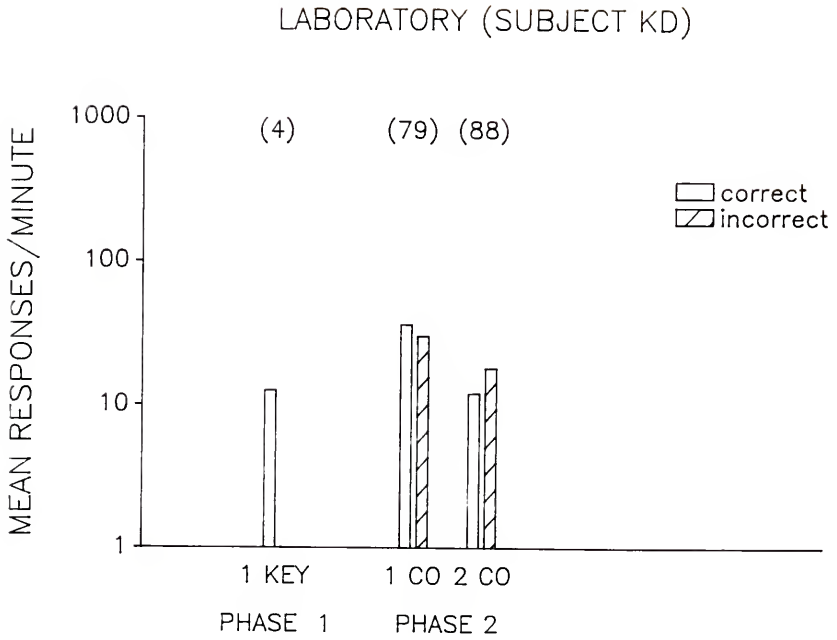 LABORATORY (SUBJECT KD)
MEAN RESPONSES/MINUTE
1000
100
10
1
(4) (79) (88)
correct
incorrect
1 KEY 1 CO 2 CO
PHASE 1 PHASE 2